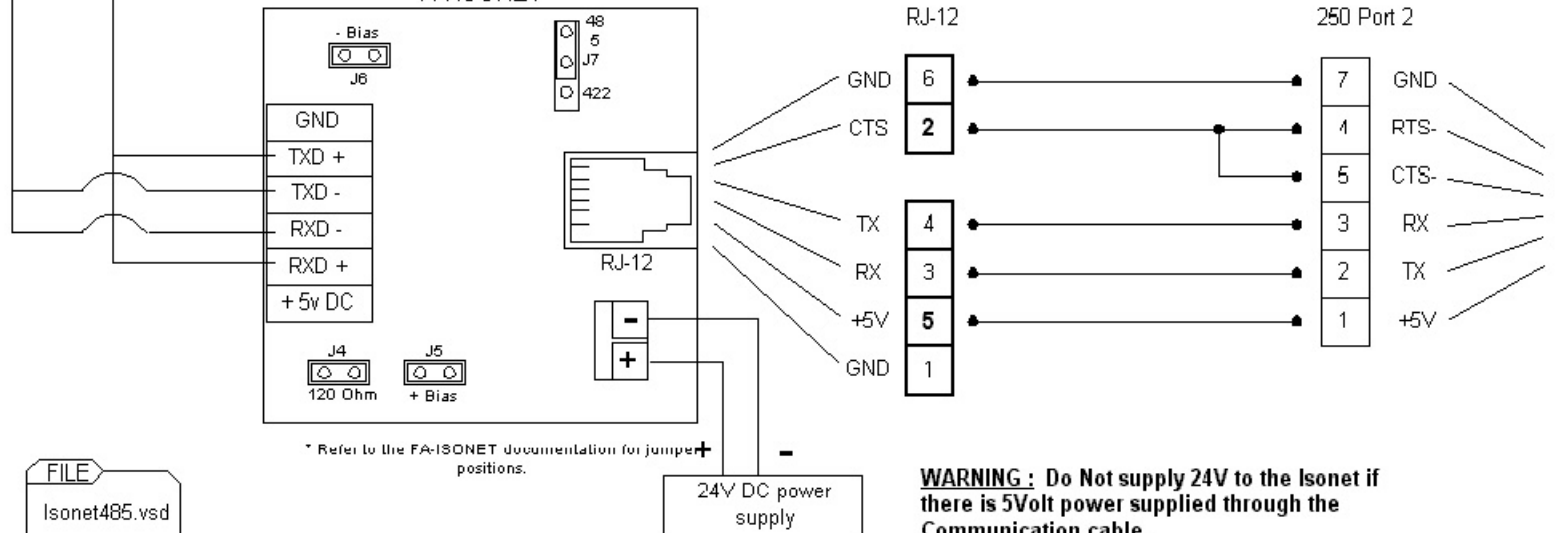 RJ-12
250 Port 2
- Bias
J6
48
5
J7
422
GND
TXD +
TXD -
RXD -
RXD +
+ 5v DC
RJ-12
-
+
J4
120 Ohm
J5
+ Bias
GND 6
CTS 2
TX 4
RX 3
+5V 5
GND 1
7 GND
4 RTS-
5 CTS-
3 RX
2 TX
1 +5V
* Refer to the FA-ISONET documentation for jumper
positions.
+ -
24V DC power
supply
FILE
Isonet485.vsd
WARNING : Do Not supply 24V to the Isonet if
there is 5Volt power supplied through the
Communication cable